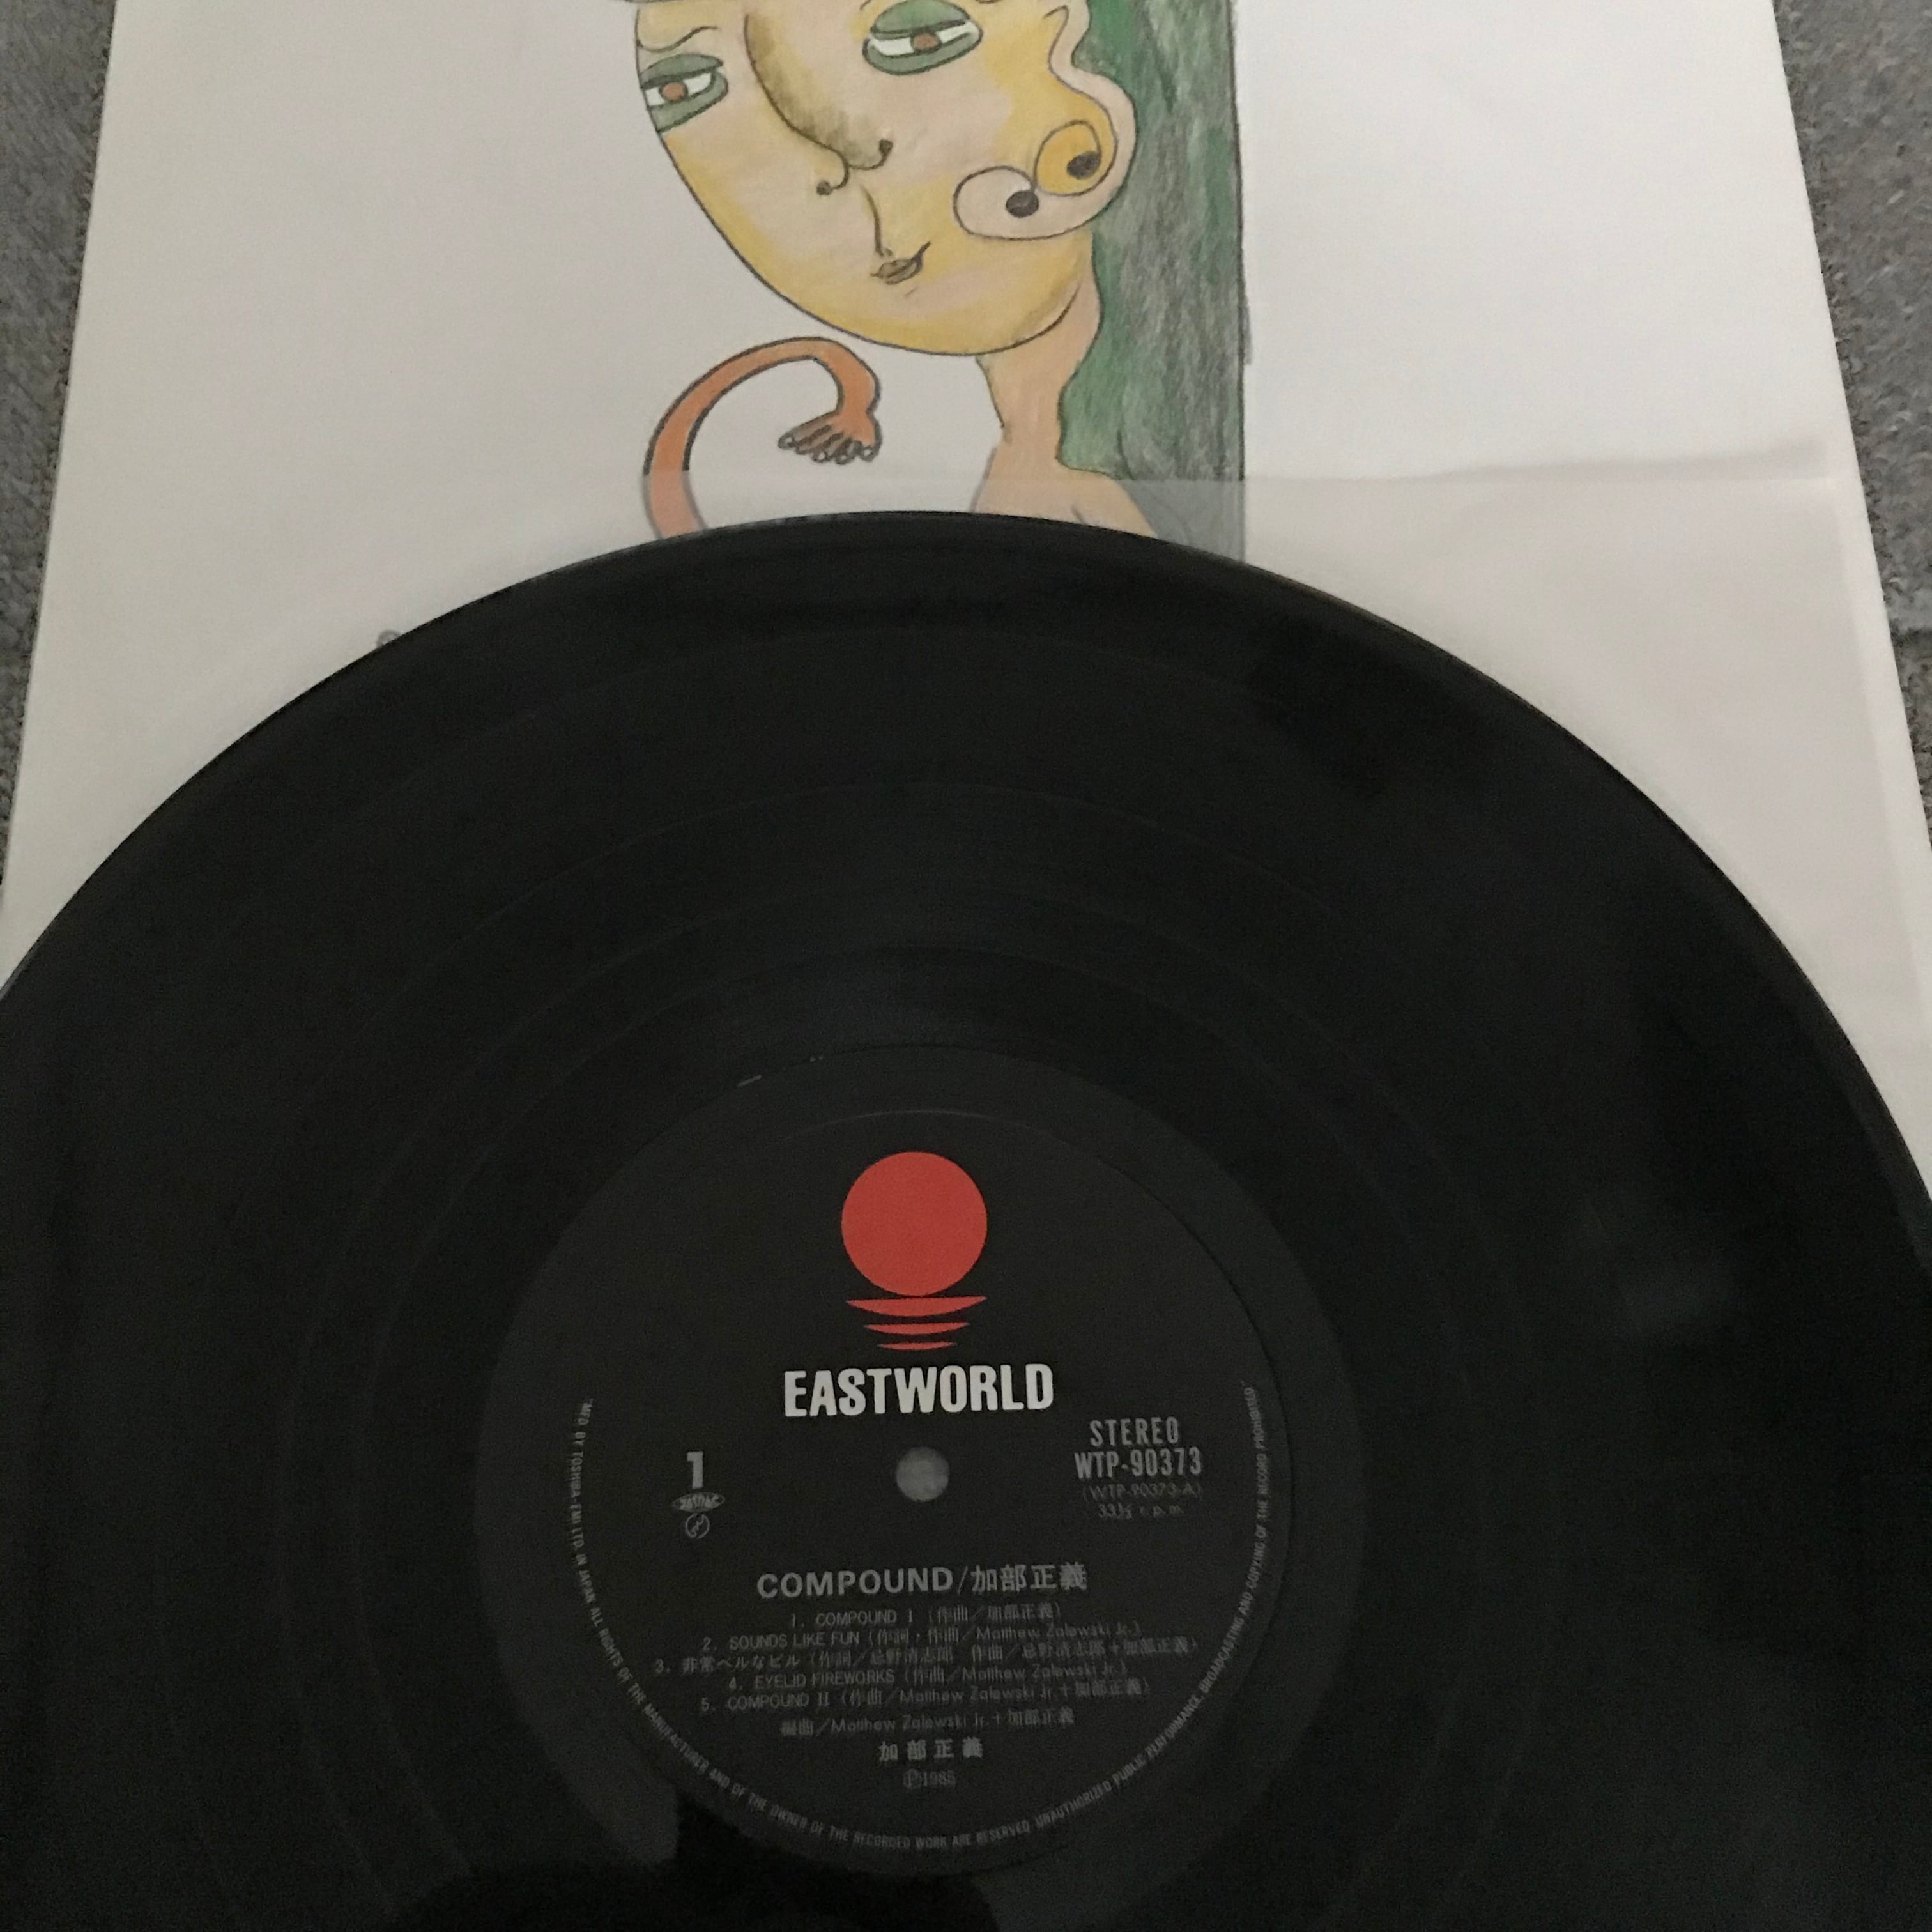 EASTWORLD
1
JASRAC
STEREO
WTP-90373
(WTP-90373-A)
33⅓ r.p.m.
COMPOUND/加部正義
1. COMPOUND I (作曲/加部正義)
2. SOUNDS LIKE FUN (作詞・作曲/Matthew Zalewski Jr.)
3. 非常ベルなビル (作詞/忌野清志郎 作曲/忌野清志郎+加部正義)
4. EYELID FIREWORKS (作曲/Matthew Zalewski Jr.)
5. COMPOUND II (作曲/Matthew Zalewski Jr.+加部正義)
編曲/Matthew Zalewski Jr.+加部正義
加部正義
Ⓟ1985
"MFD. BY TOSHIBA-EMI LTD. IN JAPAN ALL RIGHTS OF THE MANUFACTURER AND OF THE OWNER OF THE RECORDED WORK ARE RESERVED. UNAUTHORIZED PUBLIC PERFORMANCE, BROADCASTING AND COPYING OF THE RECORD PROHIBITED"